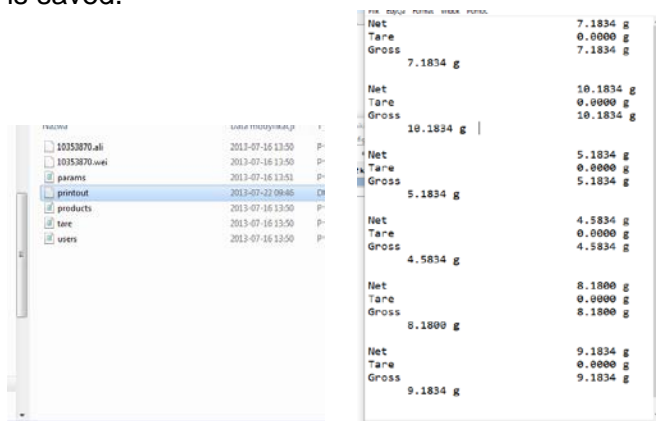 is saved.
Nazwa Data modyfikacji
10353870.ali 2013-07-16 13:50
10353870.wei 2013-07-16 13:50
params 2013-07-16 13:51
printout 2013-07-22 09:46
products 2013-07-16 13:50
tare 2013-07-16 13:50
users 2013-07-16 13:50
Plik Edycja Format Widok Pomoc
Net 7.1834 g
Tare 0.0000 g
Gross 7.1834 g
7.1834 g
Net 10.1834 g
Tare 0.0000 g
Gross 10.1834 g
10.1834 g
Net 5.1834 g
Tare 0.0000 g
Gross 5.1834 g
5.1834 g
Net 4.5834 g
Tare 0.0000 g
Gross 4.5834 g
4.5834 g
Net 8.1800 g
Tare 0.0000 g
Gross 8.1800 g
8.1800 g
Net 9.1834 g
Tare 0.0000 g
Gross 9.1834 g
9.1834 g